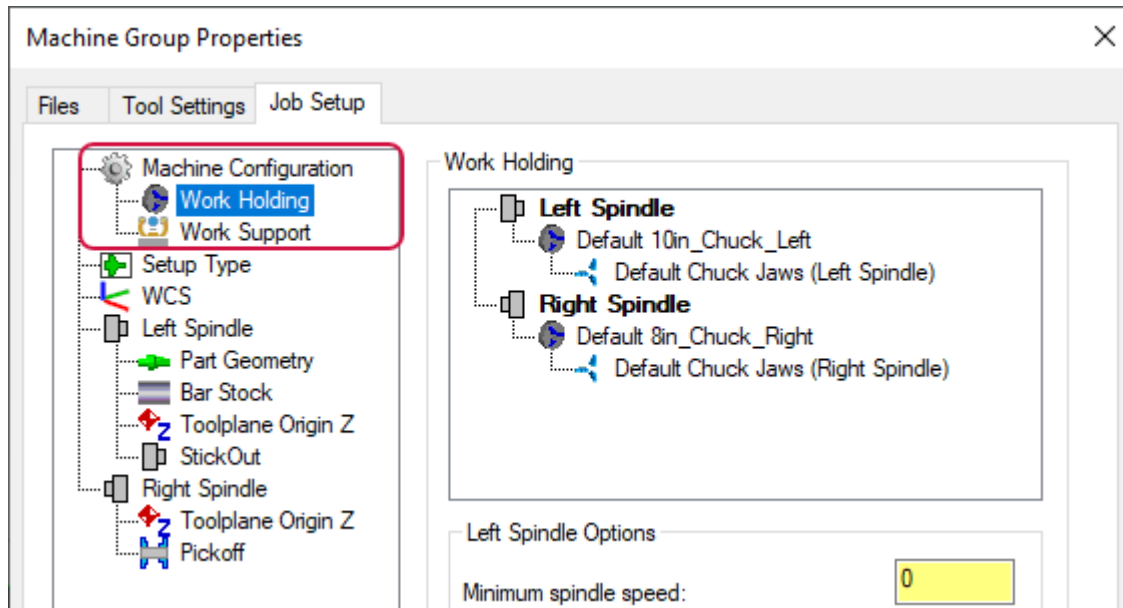 Machine Group Properties
Files
Tool Settings
Job Setup
Machine Configuration
Work Holding
Work Support
Setup Type
WCS
Left Spindle
Part Geometry
Bar Stock
Toolplane Origin Z
StickOut
Right Spindle
Toolplane Origin Z
Pickoff
Work Holding
Left Spindle
Default 10in_Chuck_Left
Default Chuck Jaws (Left Spindle)
Right Spindle
Default 8in_Chuck_Right
Default Chuck Jaws (Right Spindle)
Left Spindle Options
Minimum spindle speed:
0